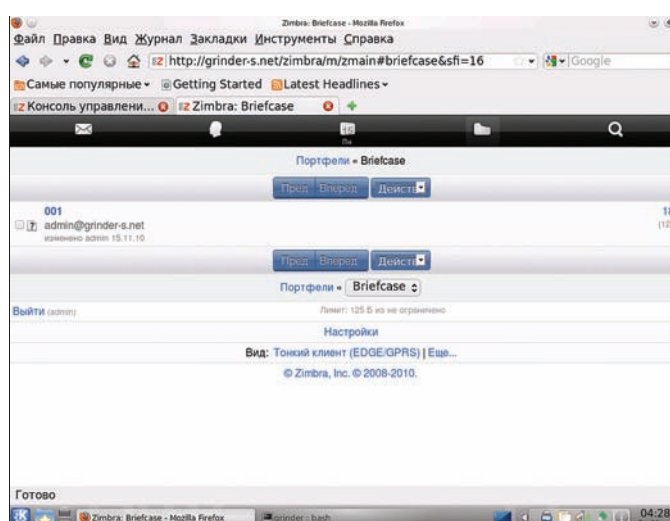 Zimbra: Briefcase - Mozilla Firefox
Файл Правка Вид Журнал Закладки Инструменты Справка
http://grinder-s.net/zimbra/m/zmain#briefcase&sfi=16 Google
Самые популярные Getting Started Latest Headlines
Консоль управлени... Zimbra: Briefcase
Пн
Портфели « Briefcase
Пред Вперед Действ
001
admin@grinder-s.net
изменено admin 15.11.10
Пред Вперед Действ
Портфели « Briefcase
Выйти (admin) Лимит: 125 Б из не ограничено
Настройки
Вид: Тонкий клиент (EDGE/GPRS) | Еще...
© Zimbra, Inc. © 2008-2010.
Готово
Zimbra: Briefcase - Mozilla Firefox grinder : bash 04:28